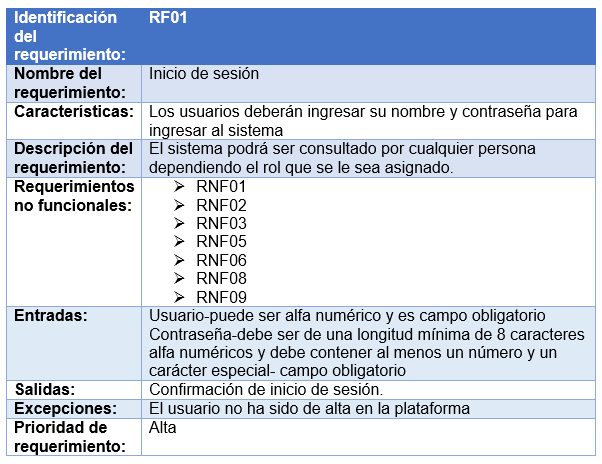 Identificación RF01
del
requerimiento:
Nombre del Inicio de sesión
requerimiento:
Características: Los usuarios deberán ingresar su nombre y contraseña para
ingresar al sistema
Descripción del El sistema podrá ser consultado por cualquier persona
requerimiento: dependiendo el rol que se le sea asignado.
Requerimientos ➢ RNF01
no funcionales: ➢ RNF02
➢ RNF03
➢ RNF05
➢ RNF06
➢ RNF08
➢ RNF09
Entradas: Usuario-puede ser alfa numérico y es campo obligatorio
Contraseña-debe ser de una longitud mínima de 8 caracteres
alfa numéricos y debe contener al menos un número y un
carácter especial- campo obligatorio
Salidas: Confirmación de inicio de sesión.
Excepciones: El usuario no ha sido de alta en la plataforma
Prioridad de Alta
requerimiento: